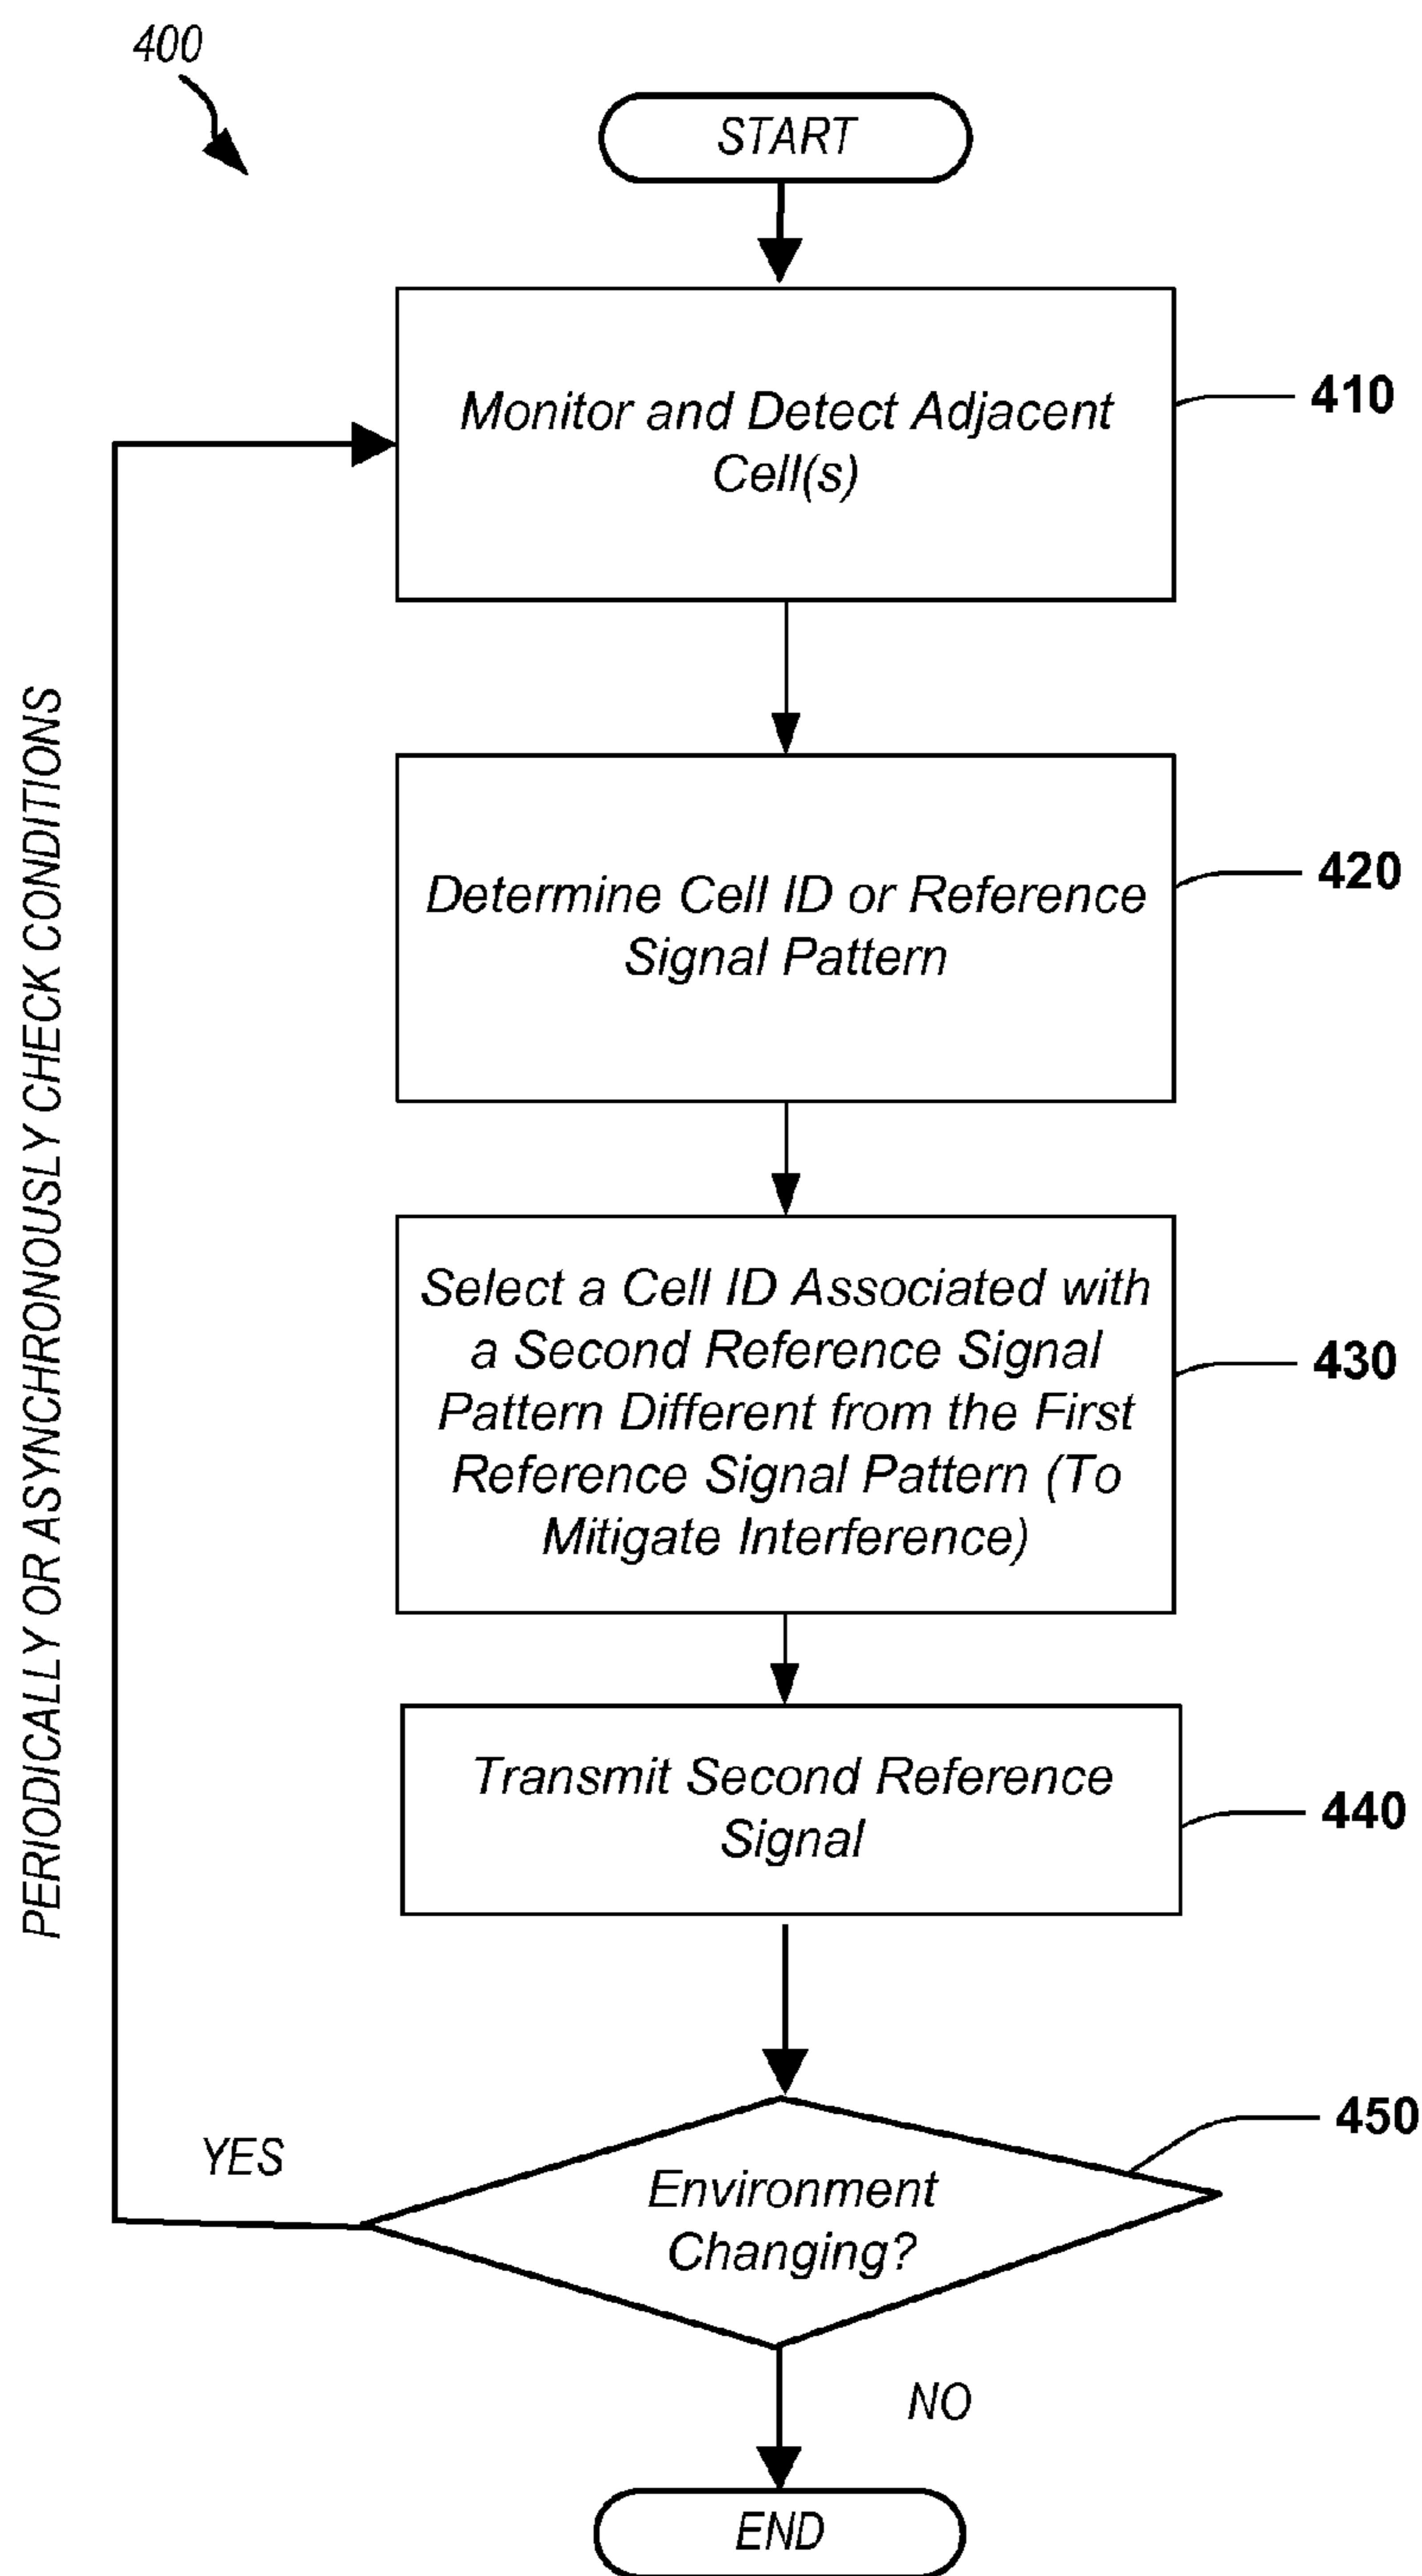 400
START
Monitor and Detect Adjacent
Cell(s)
410
Determine Cell ID or Reference
Signal Pattern
420
Select a Cell ID Associated with
a Second Reference Signal
Pattern Different from the First
Reference Signal Pattern (To
Mitigate Interference)
430
Transmit Second Reference
Signal
440
Environment
Changing?
450
YES
NO
END
PERIODICALLY OR ASYNCHRONOUSLY CHECK CONDITIONS